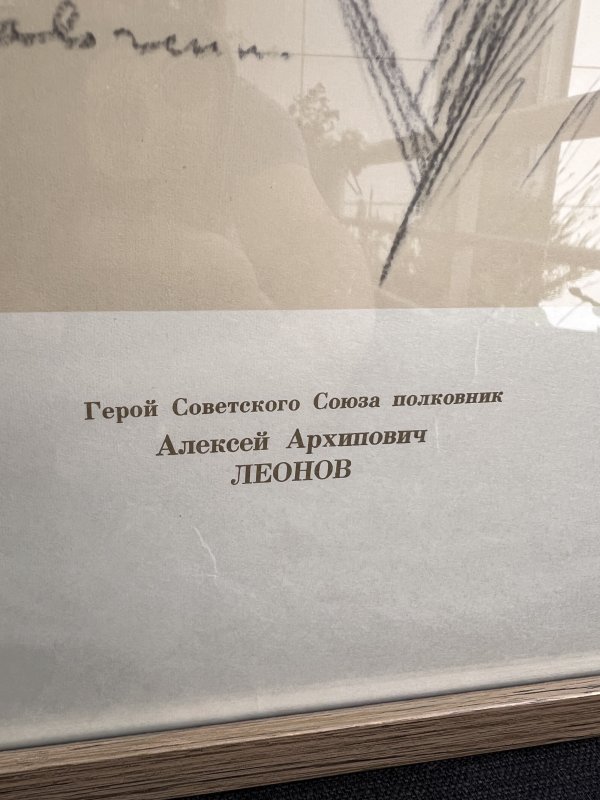 Герой Советского Союза полковник
Алексей Архипович
ЛЕОНОВ